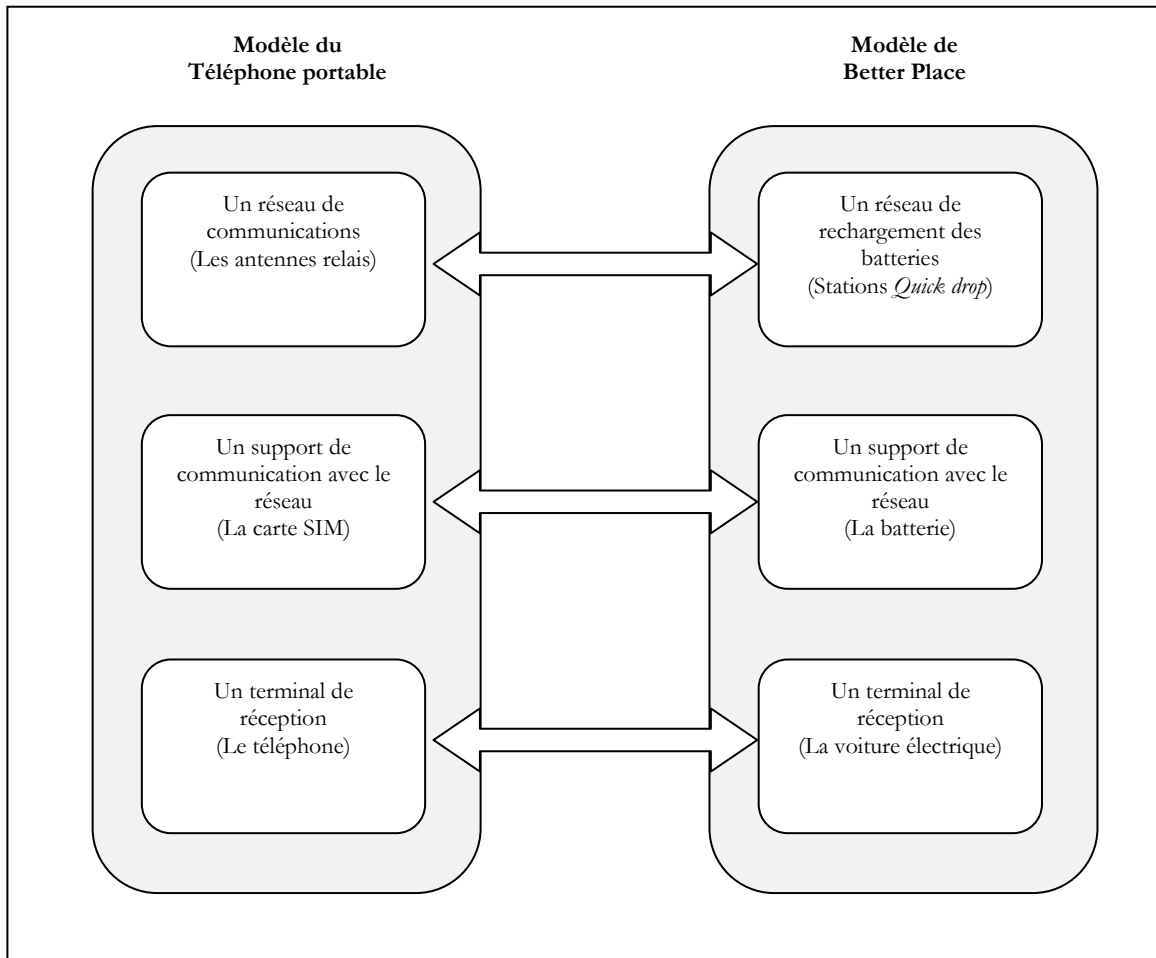 Modèle du
Téléphone portable
Modèle de
Better Place
Un réseau de
communications
(Les antennes relais)
Un réseau de
rechargement des
batteries
(Stations Quick drop)
Un support de
communication avec le
réseau
(La carte SIM)
Un support de
communication avec le
réseau
(La batterie)
Un terminal de
réception
(Le téléphone)
Un terminal de
réception
(La voiture électrique)